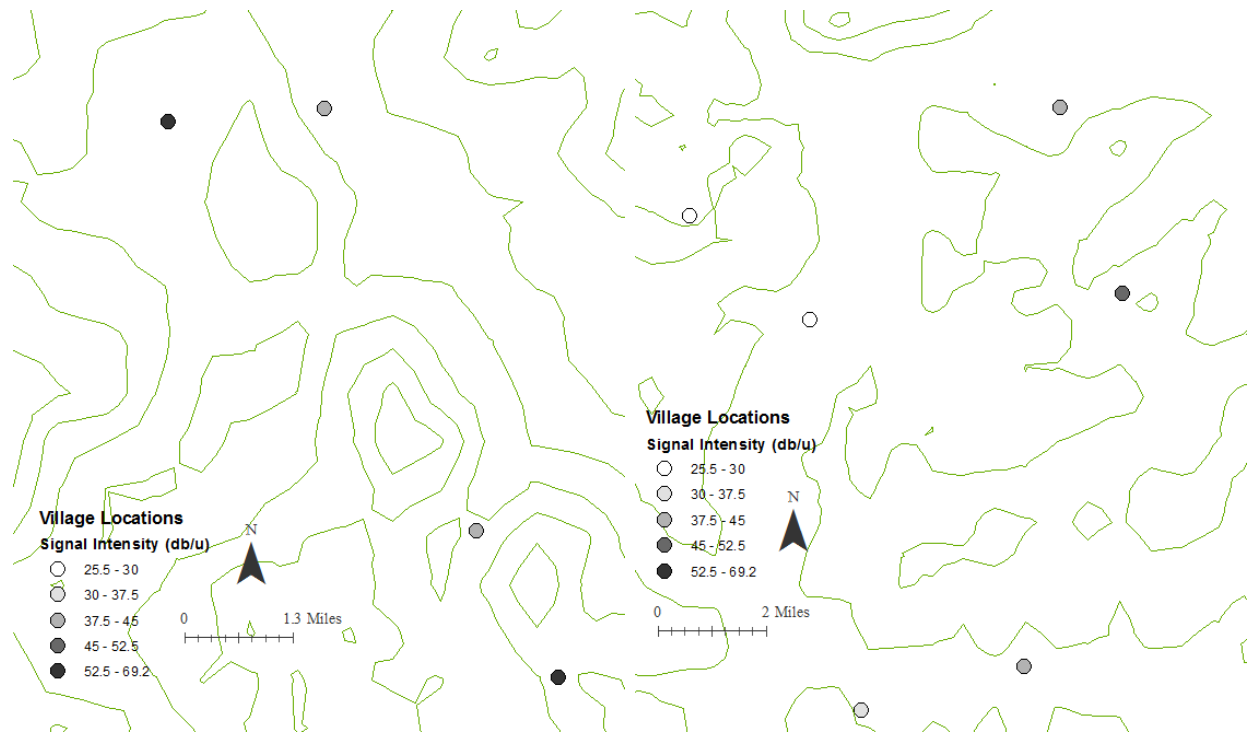 Village Locations
Signal Intensity (db/u)
25.5 - 30
30 - 37.5
37.5 - 45
45 - 52.5
52.5 - 69.2
N
0 1.3 Miles
Village Locations
Signal Intensity (db/u)
25.5 - 30
30 - 37.5
37.5 - 45
45 - 52.5
52.5 - 69.2
N
0 2 Miles